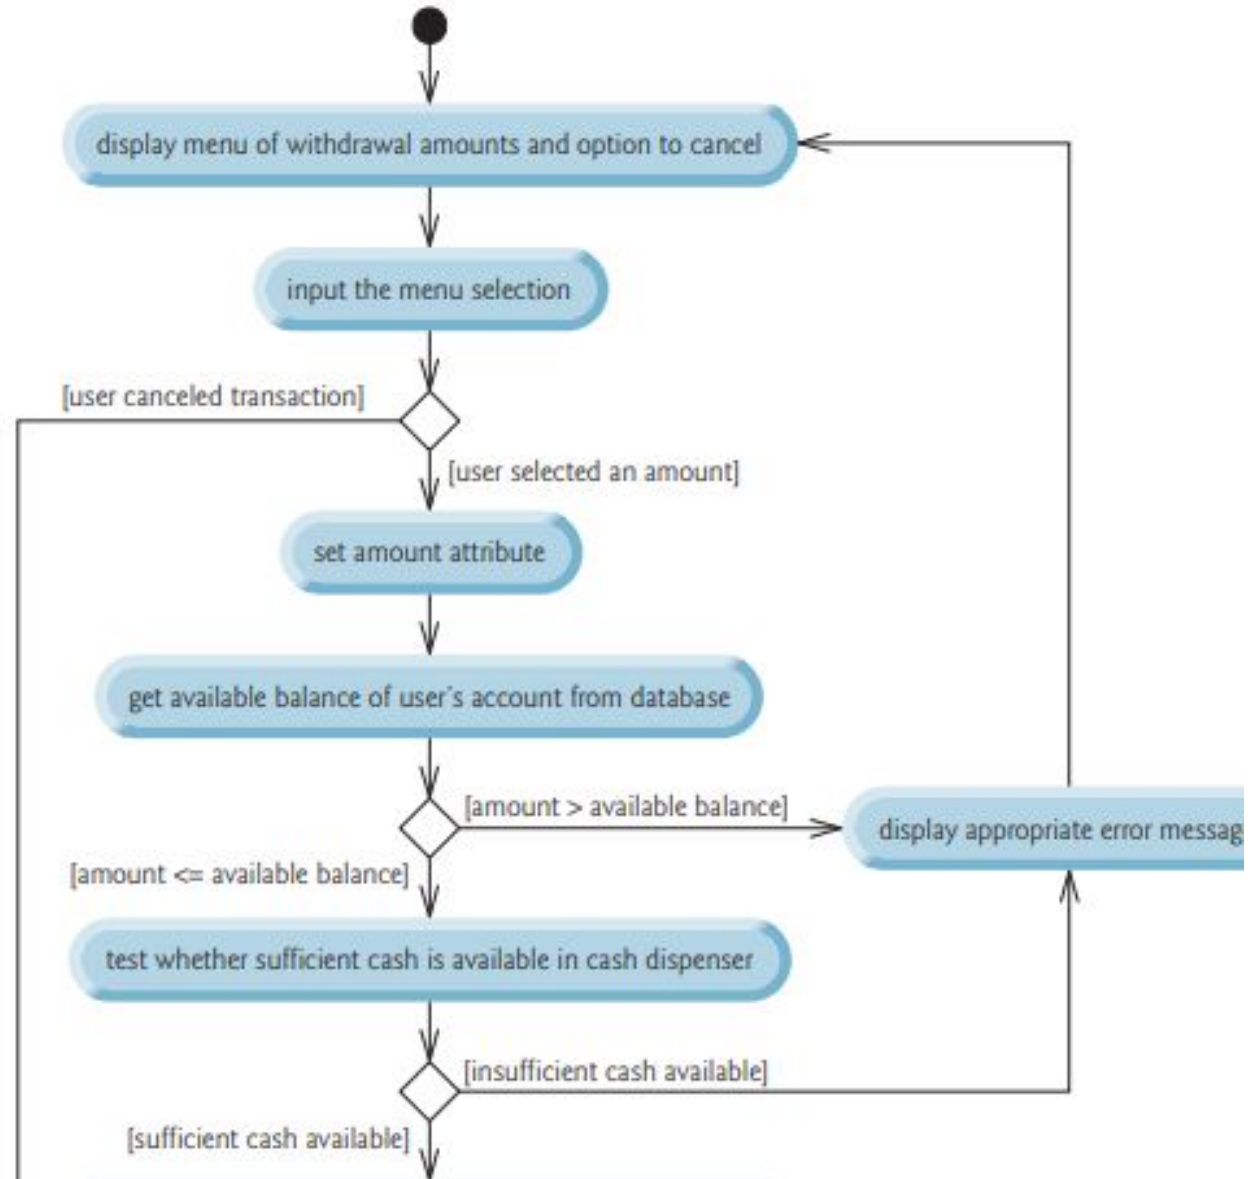 display menu of withdrawal amounts and option to cancel
input the menu selection
[user canceled transaction]
[user selected an amount]
set amount attribute
get available balance of user's account from database
[amount > available balance]
display appropriate error messag
[amount <= available balance]
test whether sufficient cash is available in cash dispenser
[insufficient cash available]
[sufficient cash available]